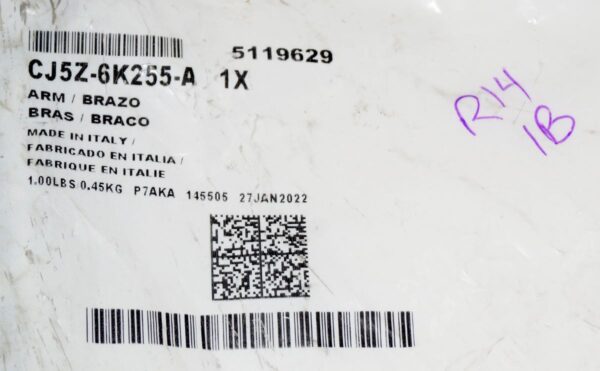 5119629
CJ5Z-6K255-A 1X
ARM / BRAZO
BRAS / BRACO
MADE IN ITALY /
FABRICADO EN ITALIA /
FABRIQUE EN ITALIE
1.00LBS 0.45KG P7AKA 145505 27JAN2022
R14
1B